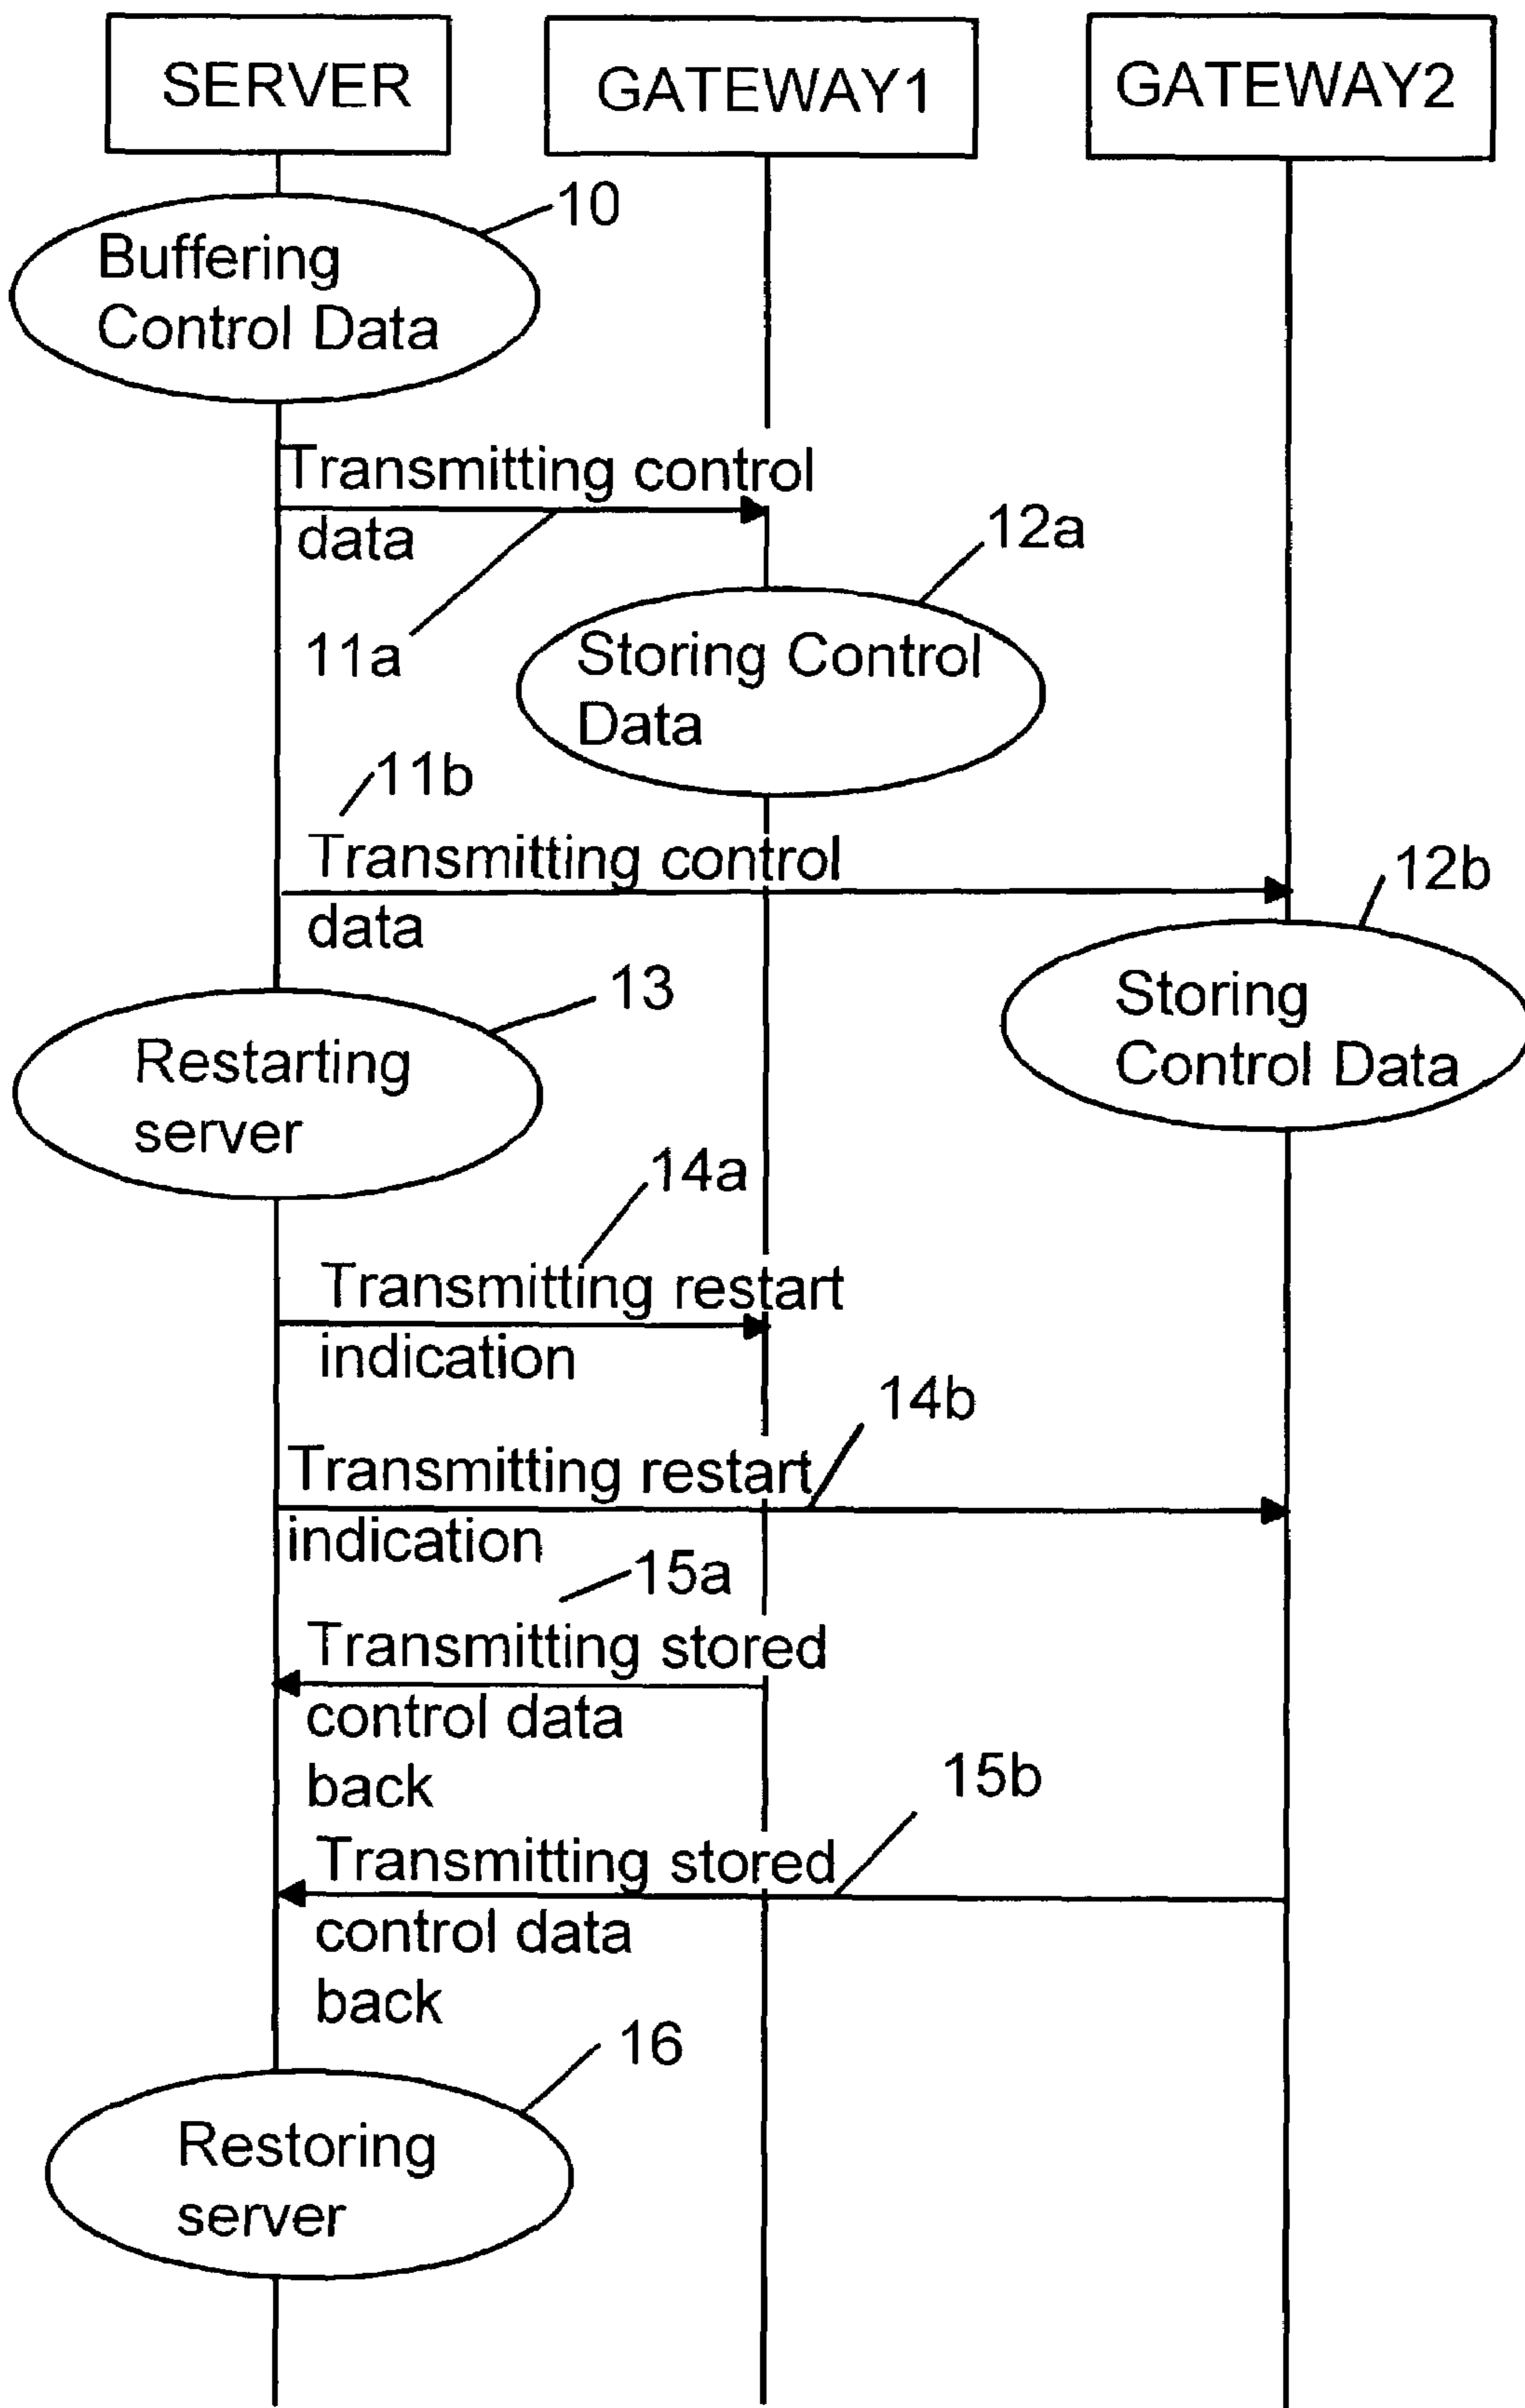 SERVER
GATEWAY1
GATEWAY2
10
Buffering
Control Data
Transmitting control
data
11a
12a
Storing Control
Data
11b
Transmitting control
data
12b
Storing
Control Data
13
Restarting
server
14a
Transmitting restart
indication
14b
Transmitting restart
indication
15a
Transmitting stored
control data
back
15b
Transmitting stored
control data
back
16
Restoring
server